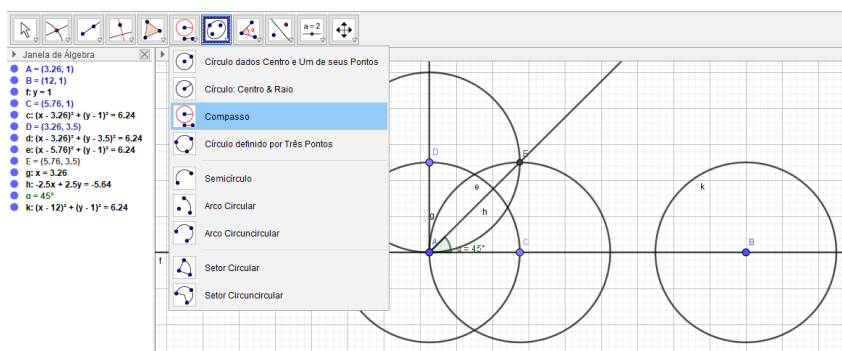 a = 2
Janela de Álgebra
A = (3.26, 1)
B = (12, 1)
f: y = 1
C = (5.76, 1)
c: (x - 3.26)² + (y - 1)² = 6.24
D = (3.26, 3.5)
d: (x - 3.26)² + (y - 3.5)² = 6.24
e: (x - 5.76)² + (y - 1)² = 6.24
E = (5.76, 3.5)
g: x = 3.26
h: -2.5x + 2.5y = -5.64
α = 45°
k: (x - 12)² + (y - 1)² = 6.24
Círculo dados Centro e Um de seus Pontos
Círculo: Centro & Raio
Compasso
Círculo definido por Três Pontos
Semicírculo
Arco Circular
Arco Circuncircular
Setor Circular
Setor Circuncircular
D
E
e
k
g
h
A
C
B
α = 45°
f